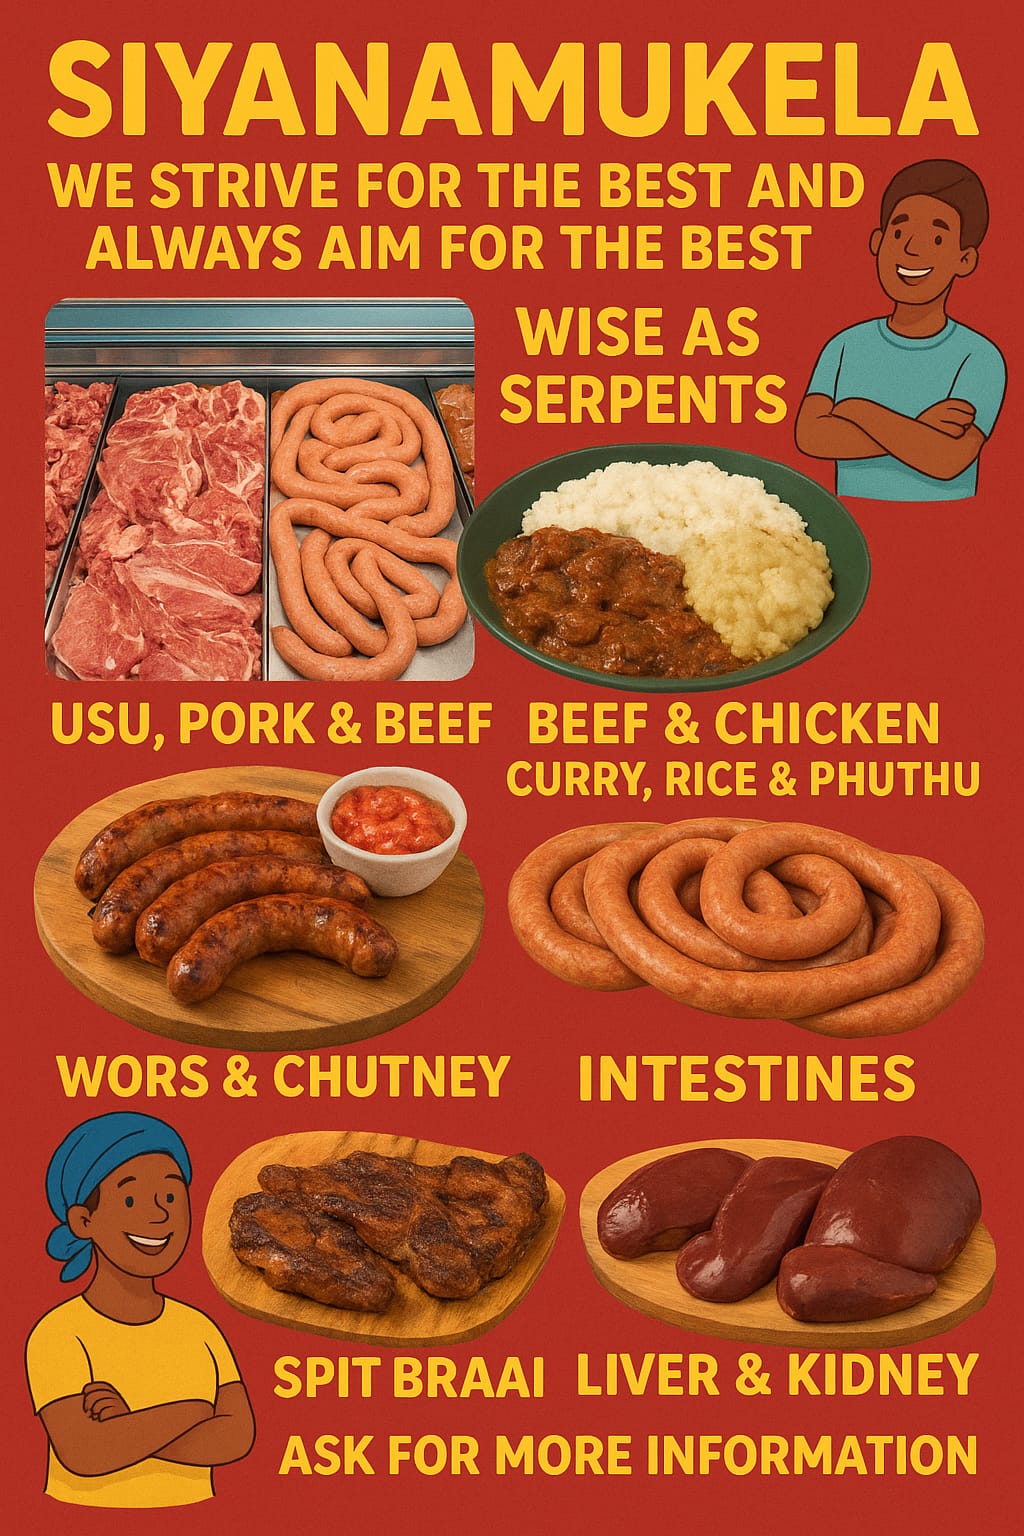 SIYANAMUKELA
WE STRIVE FOR THE BEST AND
ALWAYS AIM FOR THE BEST
WISE AS
SERPENTS
USU, PORK & BEEF
BEEF & CHICKEN
CURRY, RICE & PHUTHU
WORS & CHUTNEY
INTESTINES
SPIT BRAAI
LIVER & KIDNEY
ASK FOR MORE INFORMATION